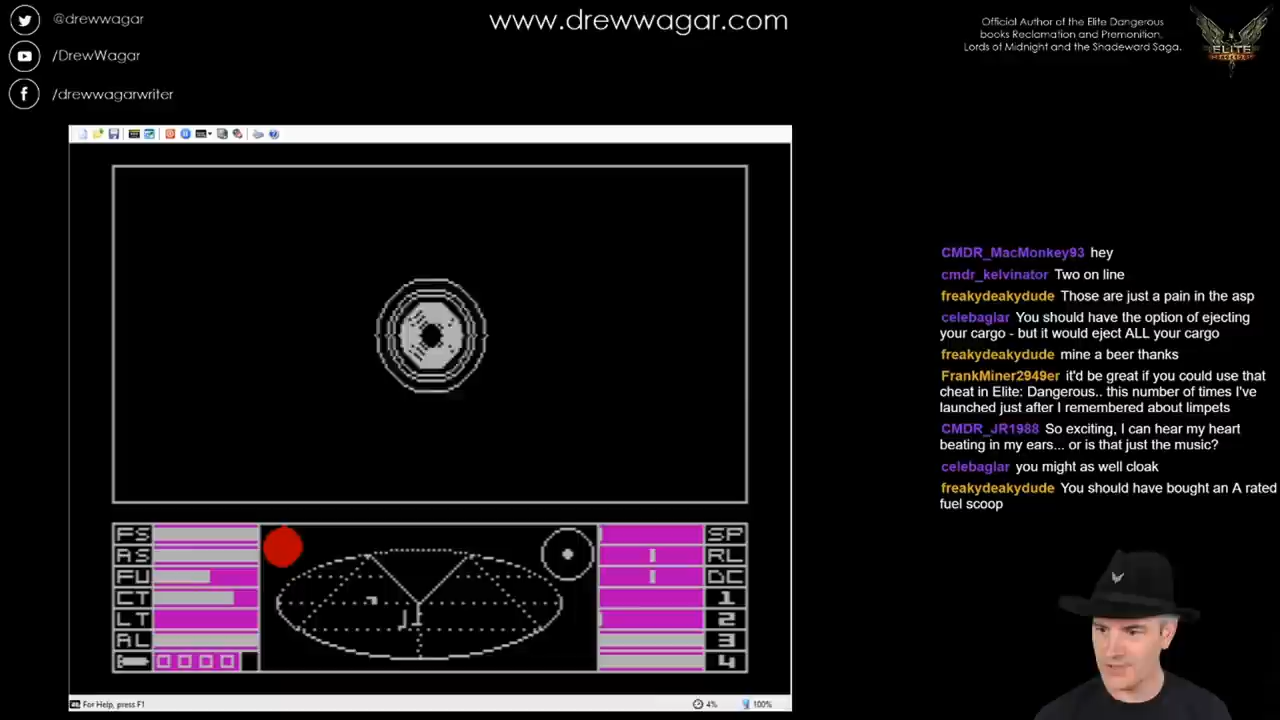 @drewwagar
/DrewWagar
/drewwagarwriter
www.drewwagar.com
Official Author of the Elite Dangerous
books Reclamation and Premonition,
Lords of Midnight and the Shadeward Saga.
ELITE
CMDR_MacMonkey93 hey
cmdr_kelvinator Two on line
freakydeakydude Those are just a pain in the asp
celebaglar You should have the option of ejecting
your cargo - but it would eject ALL your cargo
freakydeakydude mine a beer thanks
FrankMiner2949er it'd be great if you could use that
cheat in Elite: Dangerous.. this number of times I've
launched just after I remembered about limpets
CMDR_JR1988 So exciting, I can hear my heart
beating in my ears... or is that just the music?
celebaglar you might as well cloak
freakydeakydude You should have bought an A rated
fuel scoop
FS
AS
FU
CT
LT
AL
SP
RL
DC
1
2
3
4
For Help, press F1
4%
100%